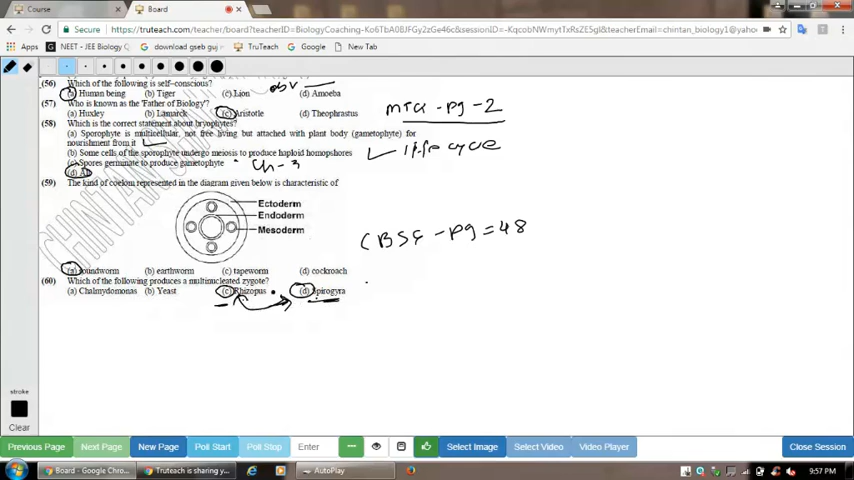 Course
Board
Secure
https://truteach.com/teacher/board?teacherID=BiologyCoaching-Ko6TbA08JFGy2zGe46c&sessionID=-KqcobNWnsyrazRZESgl&teacherEmail=chintan_biology1@yahoo
Apps NEET - JEE Biology Q download gseb gujrat TruTeach Google New Tab
(56) Which of the following is self–conscious?
(a) Human being (b) Tiger (c) Lion (d) Amoeba
obv
(57) Who is known as the 'Father of Biology'?
(a) Huxley (b) Lamarck (c) Aristotle (d) Theophrastus
MTG - pg - 2
(58) Which is the correct statement about bryophytes?
(a) Sporophyte is multicellular, not free living but attached with plant body (gametophyte) for
nourishment from it
(b) Some cells of the sporophyte undergo meiosis to produce haploid homopshores
(c) Spores germinate to produce gametophyte
(d) All
Ch - 3
life cycle
(59) The kind of coelom represented in the diagram given below is characteristic of
Ectoderm
Endoderm
Mesoderm
CBSE - pg = 48
(a) roundworm (b) earthworm (c) tapeworm (d) cockroach
(60) Which of the following produces a multinucleated zygote?
(a) Chalmydomonas (b) Yeast (c) Rhizopus (d) Spirogyra
CHINTAN
stroke
Clear
Previous Page Next Page New Page Poll Start Poll Stop Enter Select Image Select Video Video Player Close Session
Board - Google Chro... Truteach is sharing y... AutoPlay 9:57 PM